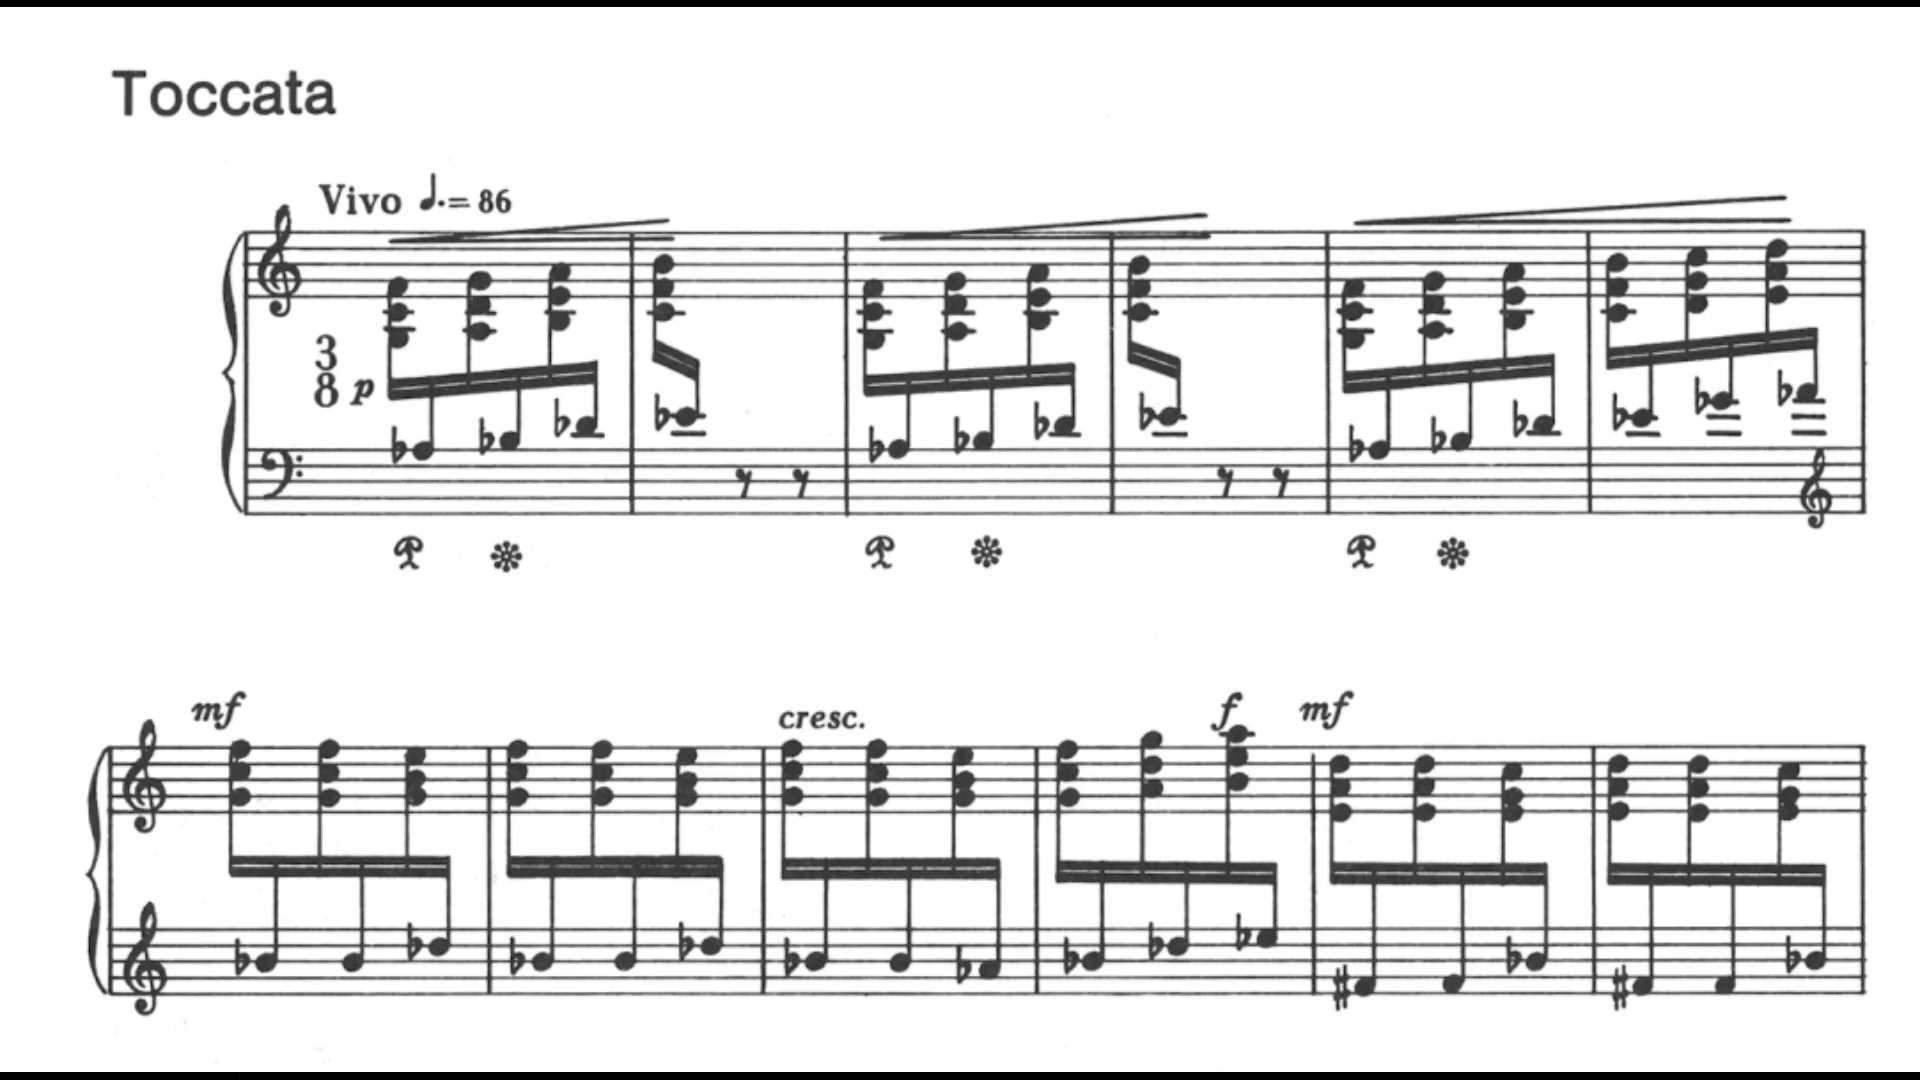 Toccata
Vivo ♩. = 86
3
8
p
mf
cresc.
f
mf